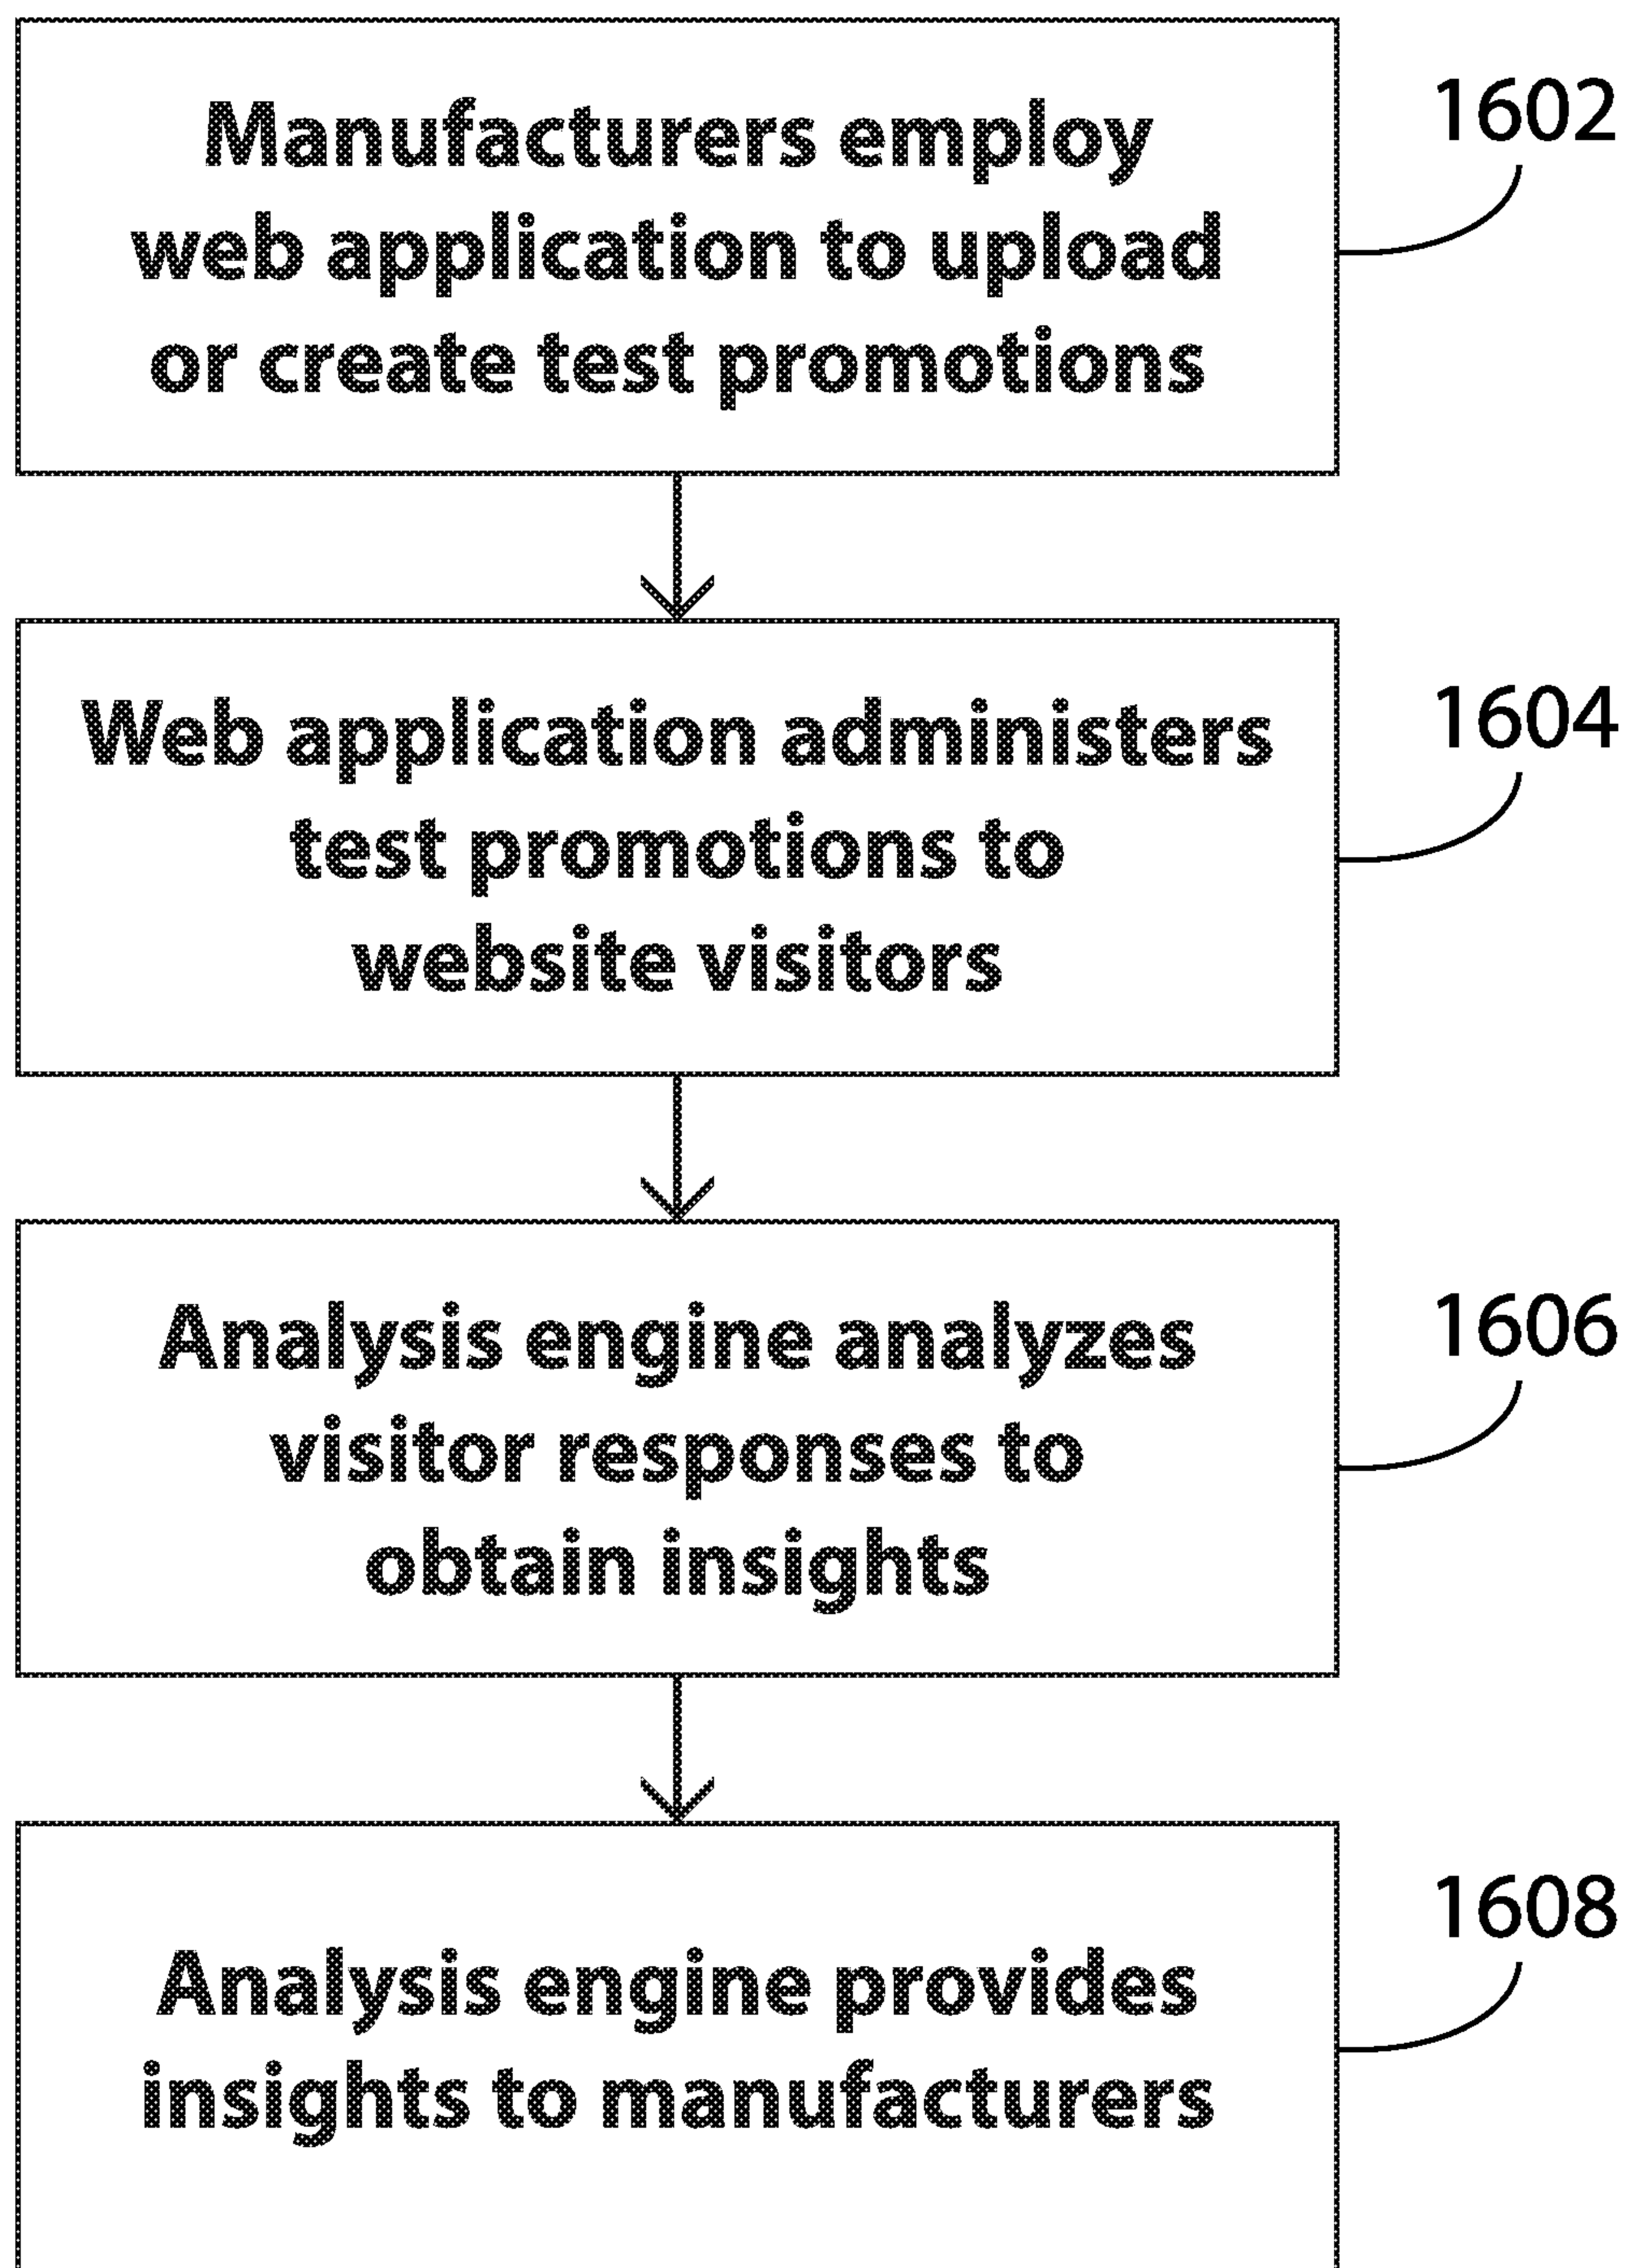 Manufacturers employ
web application to upload
or create test promotions
1602
Web application administers
test promotions to
website visitors
1604
Analysis engine analyzes
visitor responses to
obtain insights
1606
Analysis engine provides
insights to manufacturers
1608